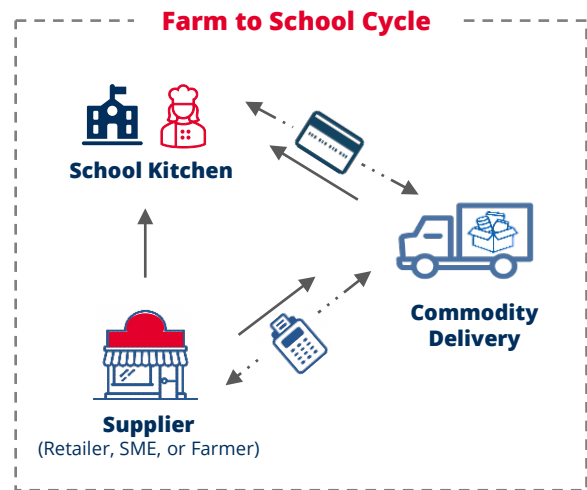 Farm to School Cycle
School Kitchen
Commodity
Delivery
Supplier
(Retailer, SME, or Farmer)